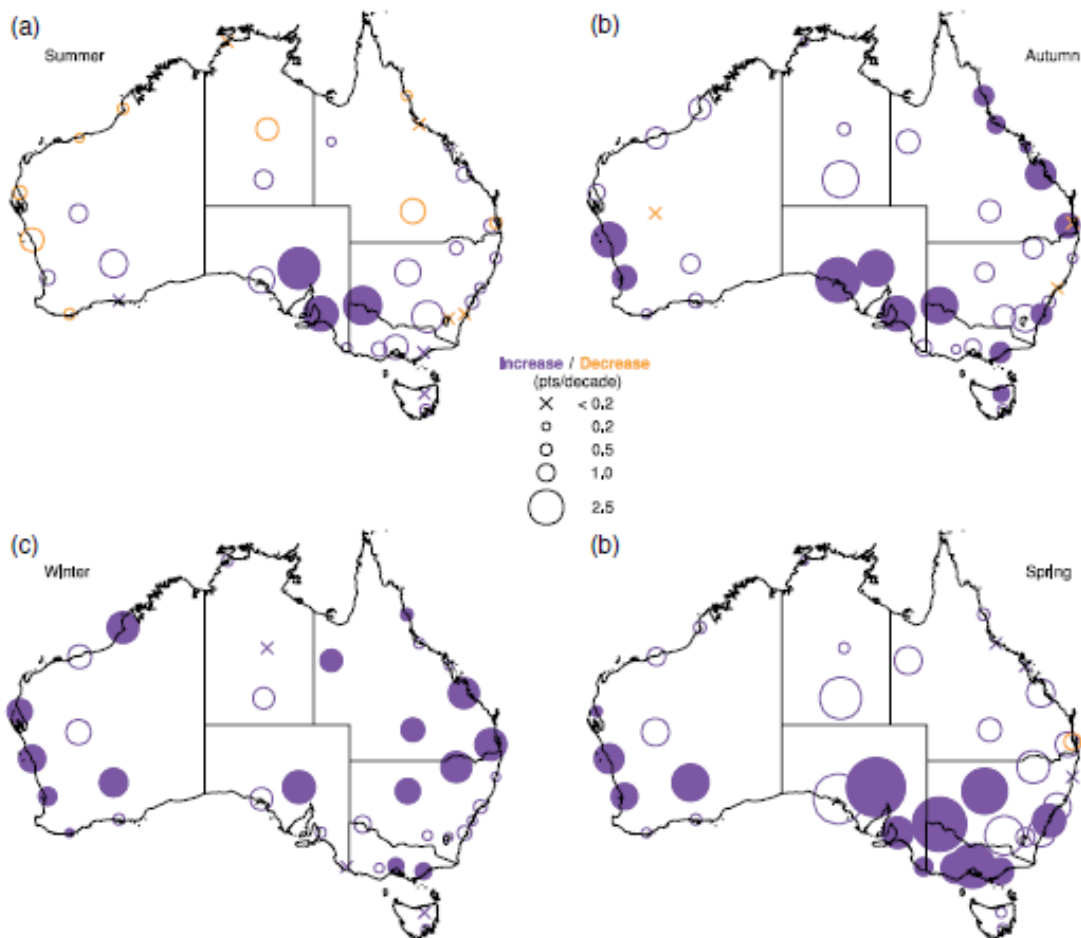 (a)
Summer
(b)
Autumn
Increase / Decrease
(pts/decade)
< 0.2
0.2
0.5
1.0
2.5
(c)
Winter
(b)
Spring